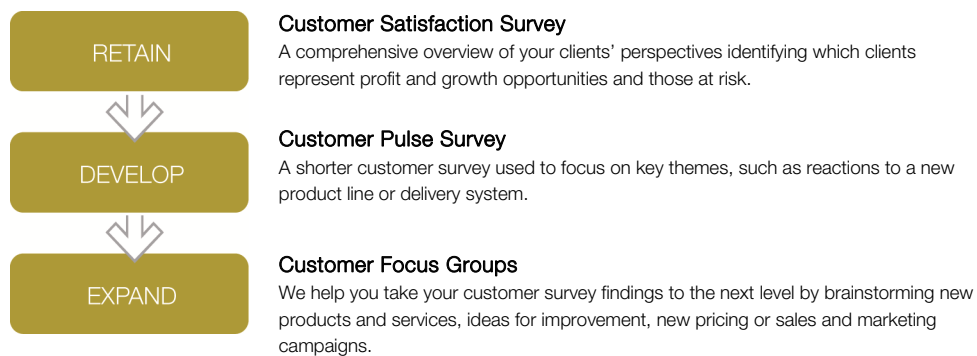 RETAIN
Customer Satisfaction Survey
A comprehensive overview of your clients’ perspectives identifying which clients
represent profit and growth opportunities and those at risk.
DEVELOP
Customer Pulse Survey
A shorter customer survey used to focus on key themes, such as reactions to a new
product line or delivery system.
EXPAND
Customer Focus Groups
We help you take your customer survey findings to the next level by brainstorming new
products and services, ideas for improvement, new pricing or sales and marketing
campaigns.